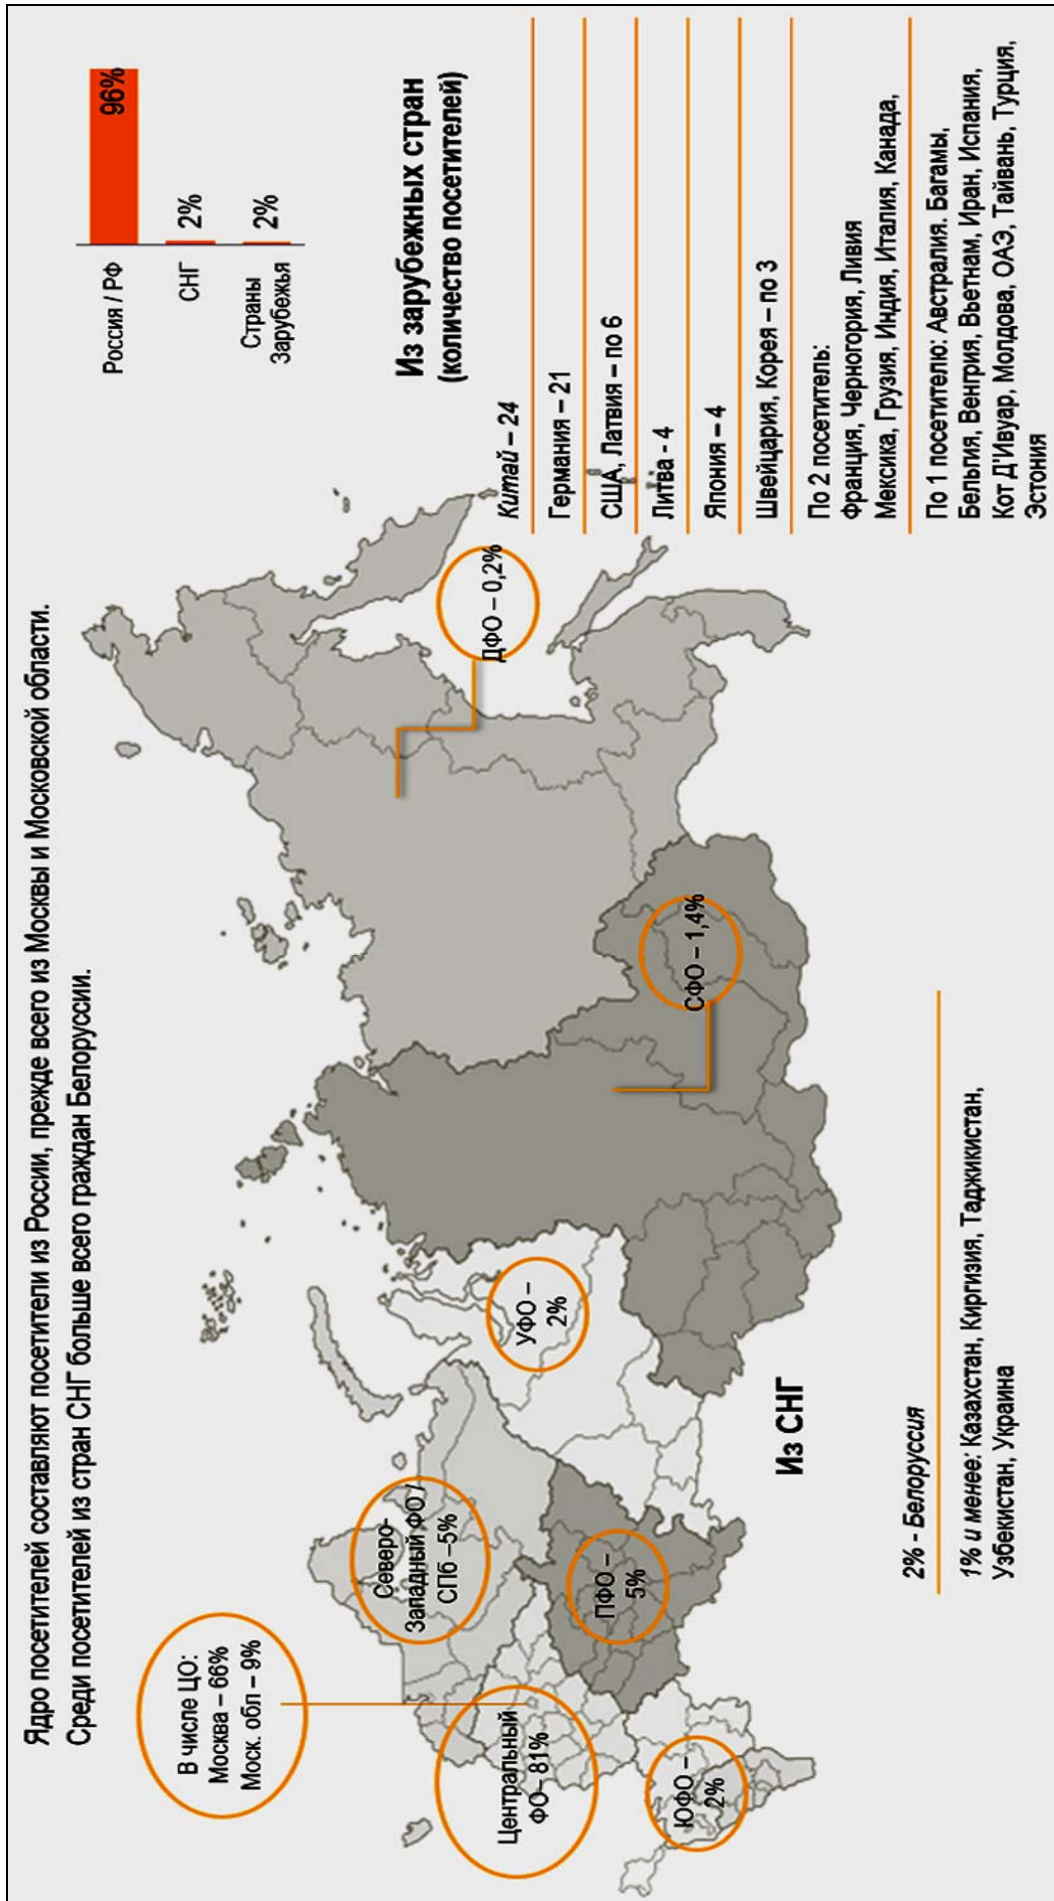 Ядро посетителей составляют посетители из России, прежде всего из Москвы и Московской области.
Среди посетителей из стран СНГ больше всего граждан Белоруссии.
Россия / РФ
96%
СНГ
2%
Страны
Зарубежья
2%
В числе ЦО:
Москва – 66%
Моск. обл – 9%
Северо-
Западный ФО /
СПб –5%
Центральный
ФО– 81%
ЮФО –
2%
ПФО –
5%
УФО –
2%
СФО – 1,4%
ДФО – 0,2%
Из зарубежных стран
(количество посетителей)
Китай – 24
Германия – 21
США, Латвия – по 6
Литва - 4
Япония – 4
Швейцария, Корея – по 3
По 2 посетитель:
Франция, Черногория, Ливия
Мексика, Грузия, Индия, Италия, Канада,
По 1 посетителю: Австралия. Багамы,
Бельгия, Венгрия, Вьетнам, Иран, Испания,
Кот Д'Ивуар, Молдова, ОАЭ, Тайвань, Турция,
Эстония
Из СНГ
2% - Белоруссия
1% и менее: Казахстан, Киргизия, Таджикистан,
Узбекистан, Украина